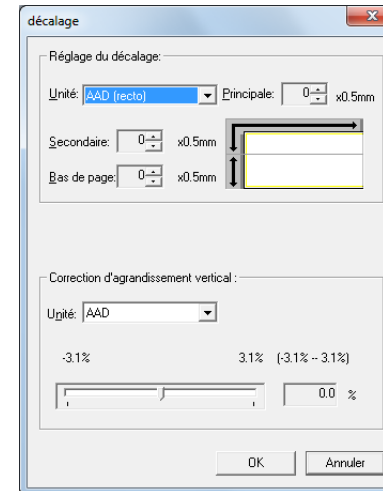 décalage
Réglage du décalage:
Unité: AAD (recto) Principale: 0 x0.5mm
Secondaire: 0 x0.5mm
Bas de page: 0 x0.5mm
Correction d'agrandissement vertical :
Unité: AAD
-3.1% 3.1% (-3.1% -- 3.1%)
0.0 %
OK Annuler